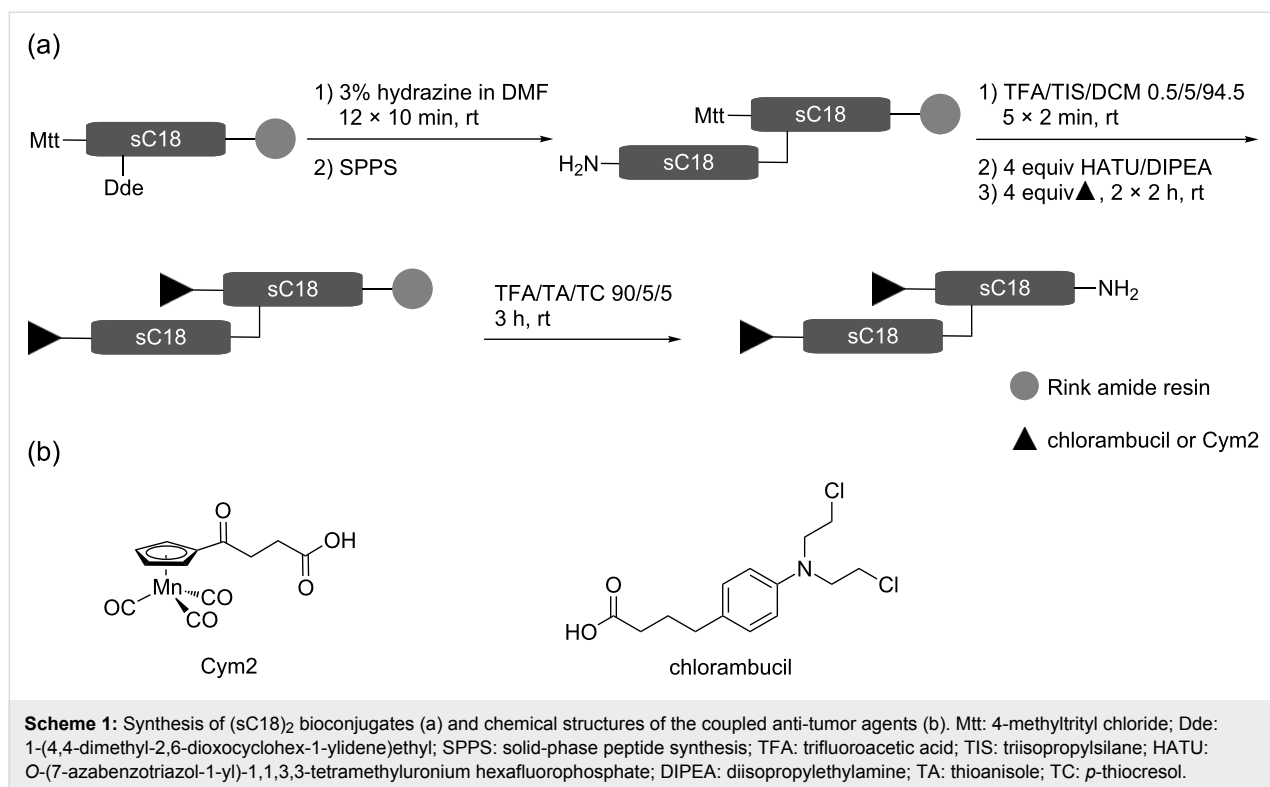 (a)
Mtt
sC18
Dde
1) 3% hydrazine in DMF
12 × 10 min, rt
2) SPPS
Mtt
sC18
H₂N
sC18
1) TFA/TIS/DCM 0.5/5/94.5
5 × 2 min, rt
2) 4 equiv HATU/DIPEA
3) 4 equiv▲, 2 × 2 h, rt
sC18
sC18
TFA/TA/TC 90/5/5
3 h, rt
sC18
NH₂
sC18
Rink amide resin
chlorambucil or Cym2
(b)
O
OH
O
Mn
OC
CO
CO
Cym2
Cl
N
Cl
O
HO
chlorambucil
Scheme 1: Synthesis of (sC18)₂ bioconjugates (a) and chemical structures of the coupled anti-tumor agents (b). Mtt: 4-methyltrityl chloride; Dde:
1-(4,4-dimethyl-2,6-dioxocyclohex-1-ylidene)ethyl; SPPS: solid-phase peptide synthesis; TFA: trifluoroacetic acid; TIS: triisopropylsilane; HATU:
O-(7-azabenzotriazol-1-yl)-1,1,3,3-tetramethyluronium hexafluorophosphate; DIPEA: diisopropylethylamine; TA: thioanisole; TC: p-thiocresol.